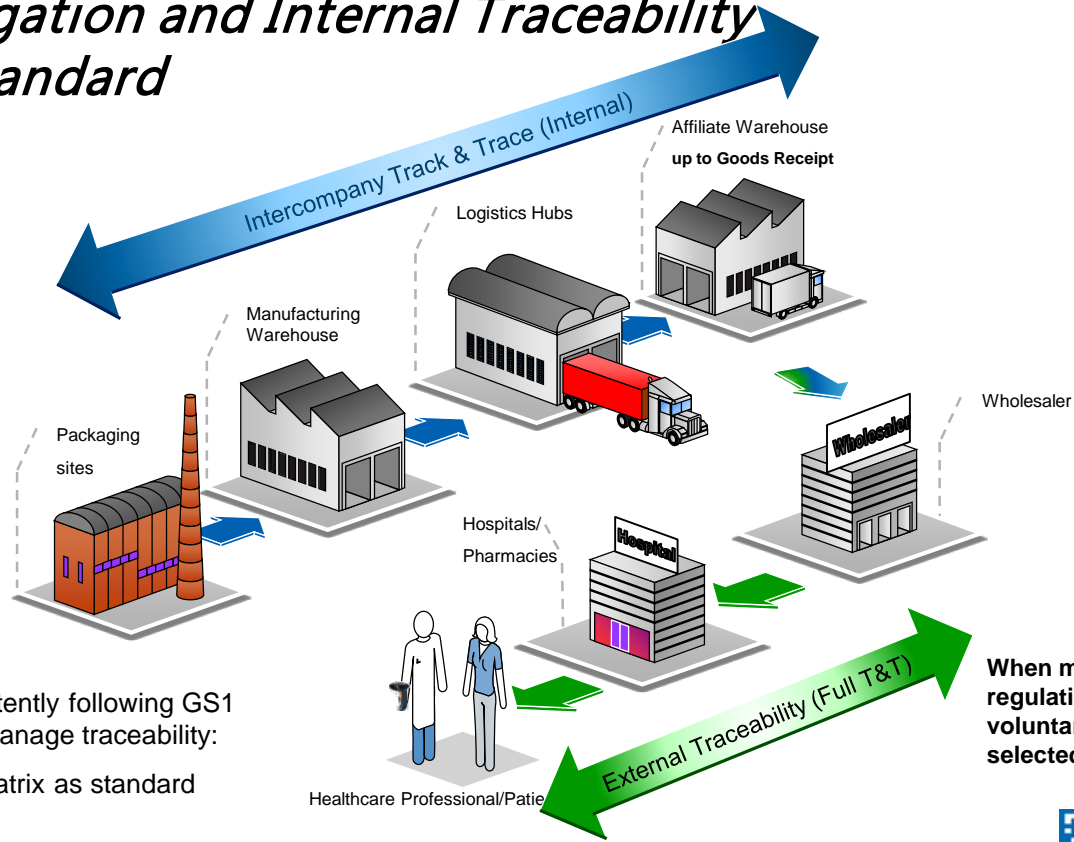 gation and Internal Traceability
andard
Intercompany Track & Trace (Internal)
Affiliate Warehouse
up to Goods Receipt
Logistics Hubs
Manufacturing
Warehouse
Packaging
sites
Wholesaler
Wholesaler
Hospitals/
Pharmacies
Hospital
External Traceability (Full T&T)
Healthcare Professional/Patie
tently following GS1
anage traceability:
atrix as standard
When m
regulati
voluntar
selected